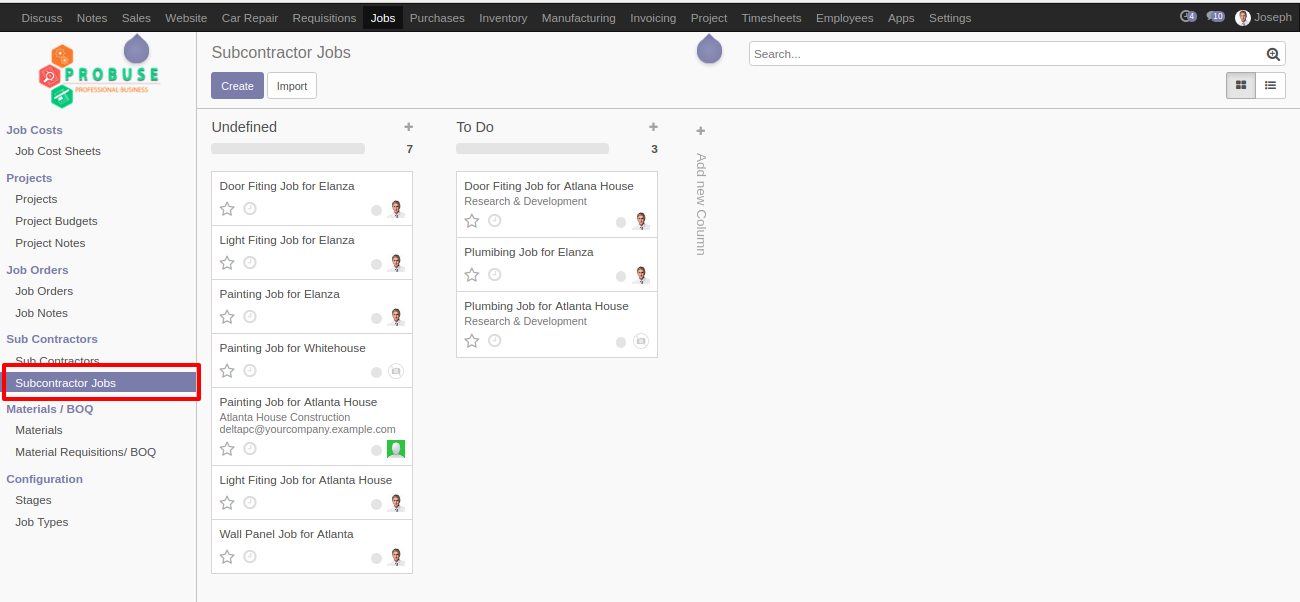 Discuss Notes Sales Website Car Repair Requisitions Jobs Purchases Inventory Manufacturing Invoicing Project Timesheets Employees Apps Settings 4 10 Joseph
PROBUSE
PROFESSIONAL BUSINESS
Job Costs
Job Cost Sheets
Projects
Projects
Project Budgets
Project Notes
Job Orders
Job Orders
Job Notes
Sub Contractors
Sub Contractors
Subcontractor Jobs
Materials / BOQ
Materials
Material Requisitions/ BOQ
Configuration
Stages
Job Types
Subcontractor Jobs
Search...
Create Import
Undefined
7
Door Fiting Job for Elanza
Light Fiting Job for Elanza
Painting Job for Elanza
Painting Job for Whitehouse
Painting Job for Atlanta House
Atlanta House Construction
deltapc@yourcompany.example.com
Light Fiting Job for Atlanta House
Wall Panel Job for Atlanta
To Do
3
Door Fiting Job for Atlana House
Research & Development
Plumibing Job for Elanza
Plumbing Job for Atlanta House
Research & Development
Add new Column